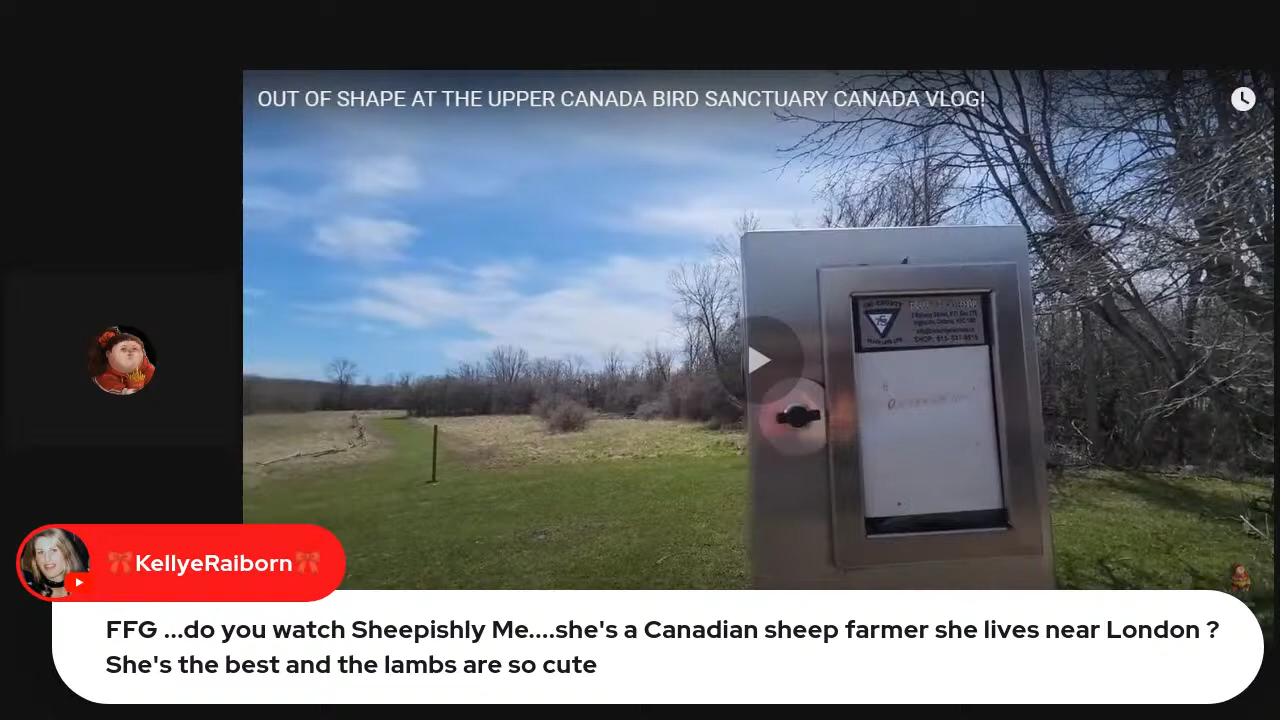 OUT OF SHAPE AT THE UPPER CANADA BIRD SANCTUARY CANADA VLOG!
🎀KellyeRaiborn🎀
FFG ...do you watch Sheepishly Me....she's a Canadian sheep farmer she lives near London ?
She's the best and the lambs are so cute